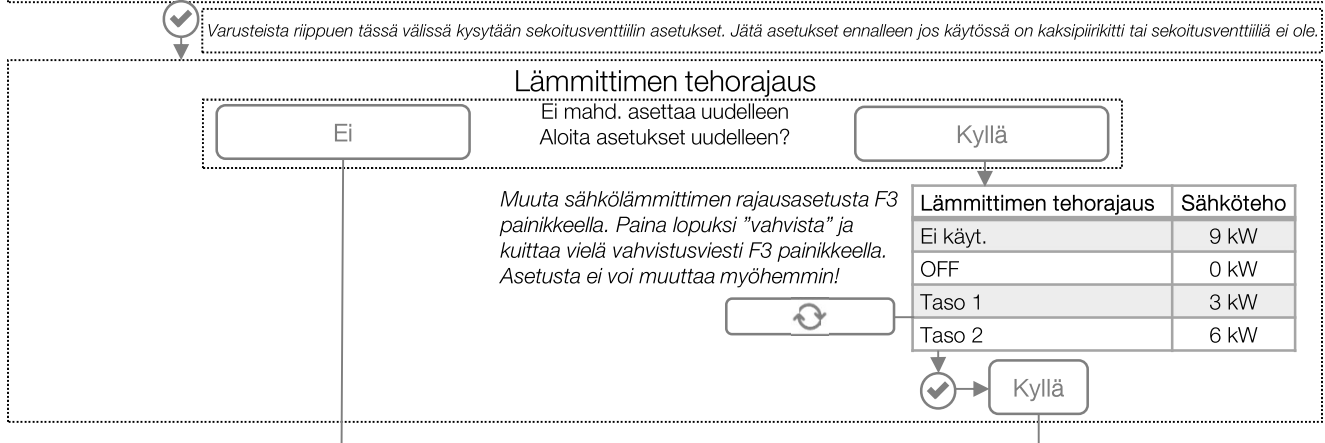 Varusteista riippuen tässä välissä kysytään sekoitusventtiilin asetukset. Jätä asetukset ennalleen jos käytössä on kaksipiirikitti tai sekoitusventtiiliä ei ole.
Lämmittimen tehorajaus
Ei mahd. asettaa uudelleen
Aloita asetukset uudelleen?
Ei
Kyllä
Muuta sähkölämmittimen rajausasetusta F3
painikkeella. Paina lopuksi ”vahvista” ja
kuittaa vielä vahvistusviesti F3 painikkeella.
Asetusta ei voi muuttaa myöhemmin!
Lämmittimen tehorajaus Sähköteho
Ei käyt. 9 kW
OFF 0 kW
Taso 1 3 kW
Taso 2 6 kW
Kyllä